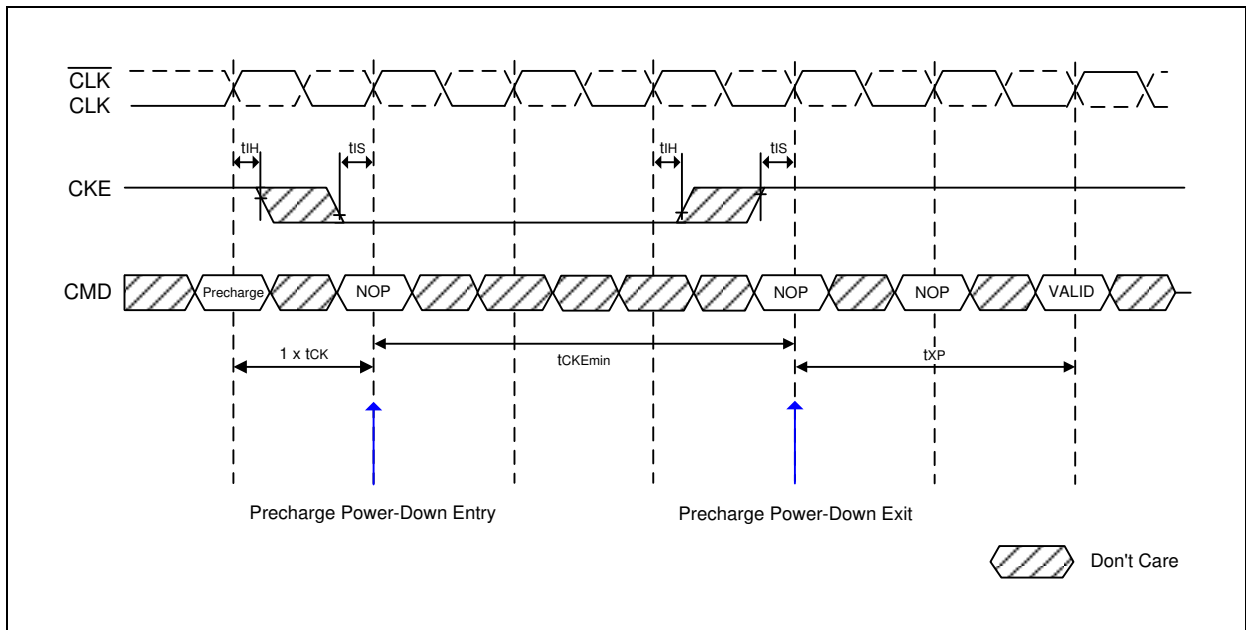 CLK
CLK
tIH
tIS
tIH
tIS
CKE
CMD
Precharge
NOP
NOP
NOP
VALID
1 x tCK
tCKEmin
tXP
Precharge Power-Down Entry
Precharge Power-Down Exit
Don't Care